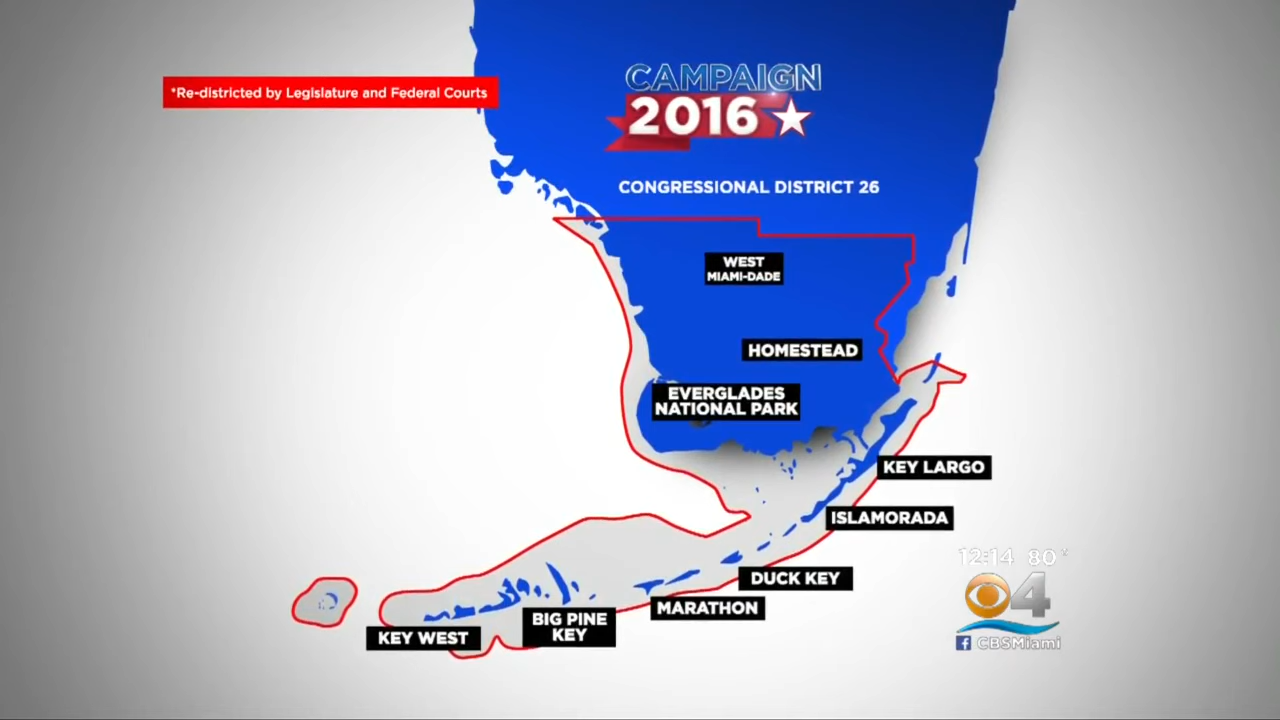 *Re-districted by Legislature and Federal Courts
CAMPAIGN
2016
CONGRESSIONAL DISTRICT 26
WEST
MIAMI-DADE
HOMESTEAD
EVERGLADES
NATIONAL PARK
KEY LARGO
ISLAMORADA
DUCK KEY
MARATHON
BIG PINE
KEY
KEY WEST
12:14 80°
4
CBSMiami